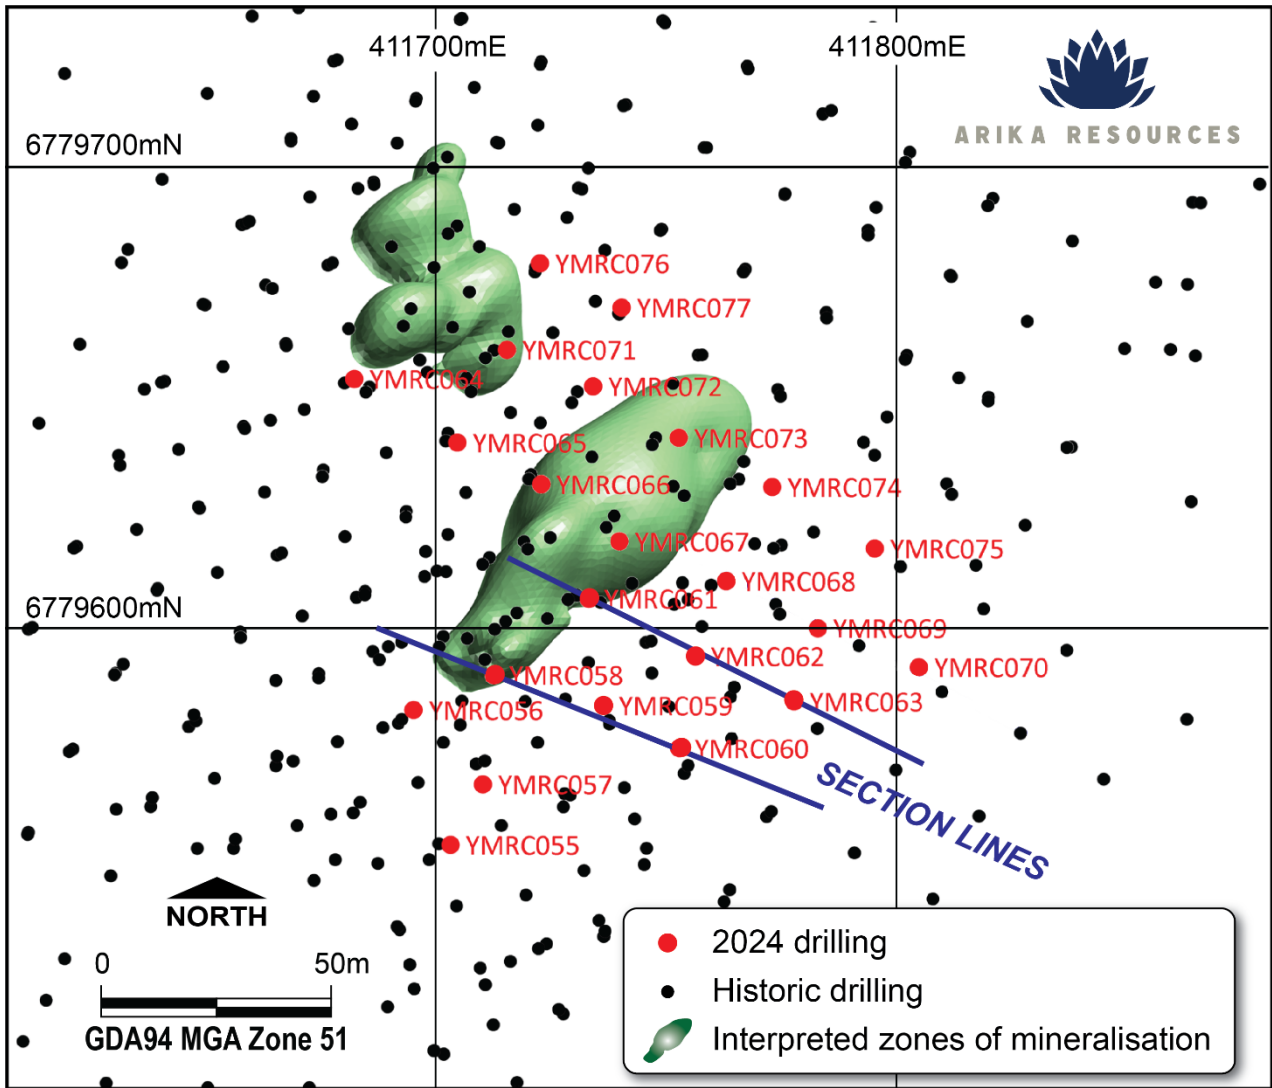 411700mE
411800mE
ARIKA RESOURCES
6779700mN
YMRC076
YMRC077
YMRC071
YMRC064
YMRC072
YMRC065
YMRC073
YMRC066
YMRC074
YMRC067
YMRC075
YMRC068
YMRC061
6779600mN
YMRC069
YMRC062
YMRC070
YMRC058
YMRC063
YMRC056
YMRC059
YMRC060
YMRC057
SECTION LINES
YMRC055
NORTH
0 50m
GDA94 MGA Zone 51
2024 drilling
Historic drilling
Interpreted zones of mineralisation